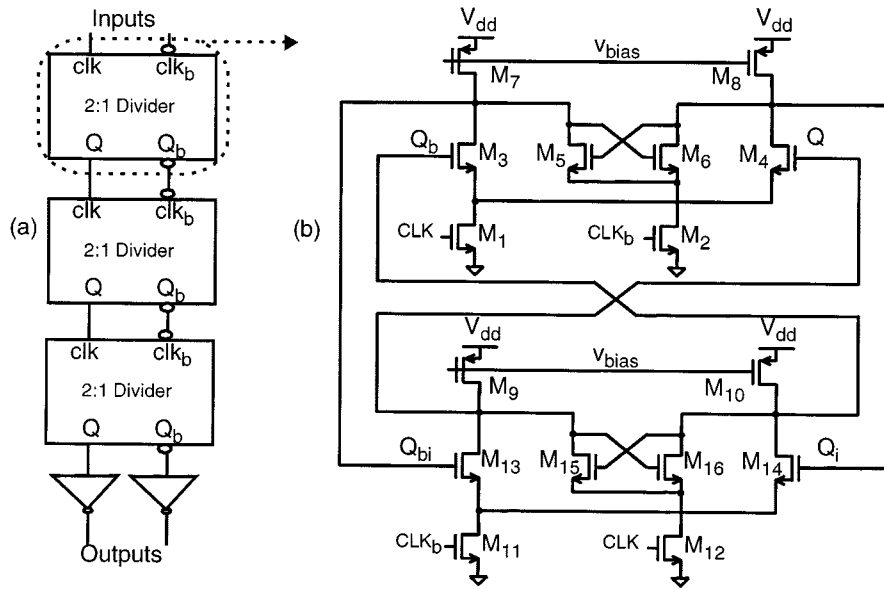 Inputs
clk clk_b
2:1 Divider
Q Q_b
(a)
clk clk_b
2:1 Divider
Q Q_b
clk clk_b
2:1 Divider
Q Q_b
Outputs
(b)
V_dd V_dd
v_bias
M_7 M_8
Q_b M_3 M_5 M_6 M_4 Q
CLK M_1 CLK_b M_2
V_dd V_dd
v_bias
M_9 M_10
Q_bi M_13 M_15 M_16 M_14 Q_i
CLK_b M_11 CLK M_12